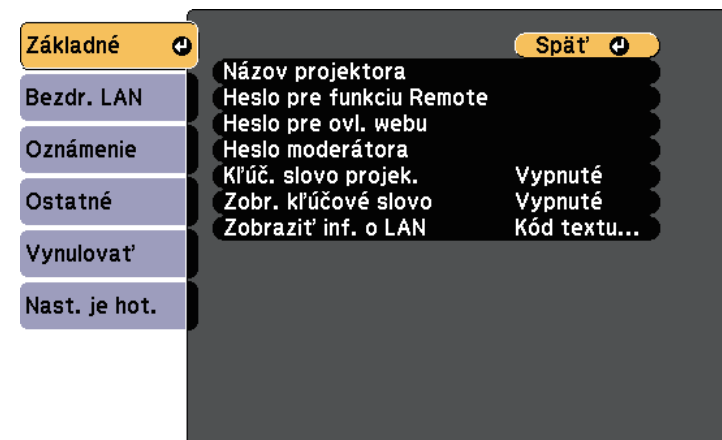 Základné
Bezdr. LAN
Oznámenie
Ostatné
Vynulovať
Nast. je hot.
Späť
Názov projektora
Heslo pre funkciu Remote
Heslo pre ovl. webu
Heslo moderátora
Kľúč. slovo projek. Vypnuté
Zobr. kľúčové slovo Vypnuté
Zobraziť inf. o LAN Kód textu...